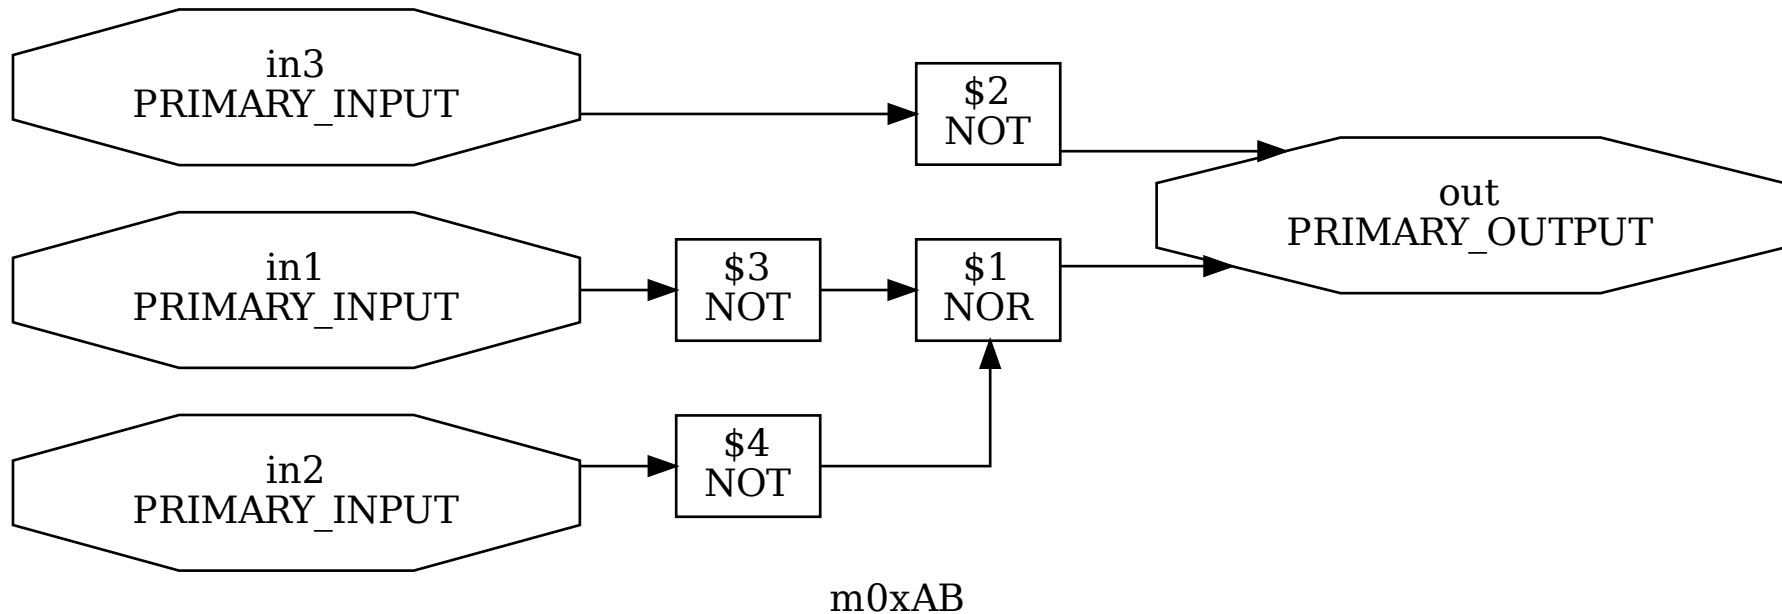 in3
PRIMARY_INPUT
$2
NOT
out
PRIMARY_OUTPUT
in1
PRIMARY_INPUT
$3
NOT
$1
NOR
in2
PRIMARY_INPUT
$4
NOT
m0xAB